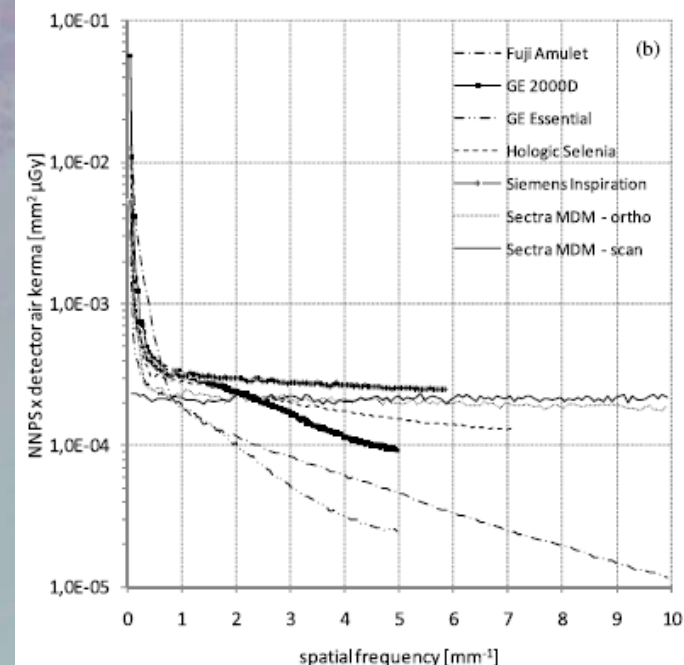 1,0E-01
1,0E-02
1,0E-03
1,0E-04
1,0E-05
NNPS x detector air kerma [mm² µGy]
(b)
Fuji Amulet
GE 2000D
GE Essential
Hologic Selenia
Siemens Inspiration
Sectra MDM - ortho
Sectra MDM - scan
0 1 2 3 4 5 6 7 8 9 10
spatial frequency [mm⁻¹]